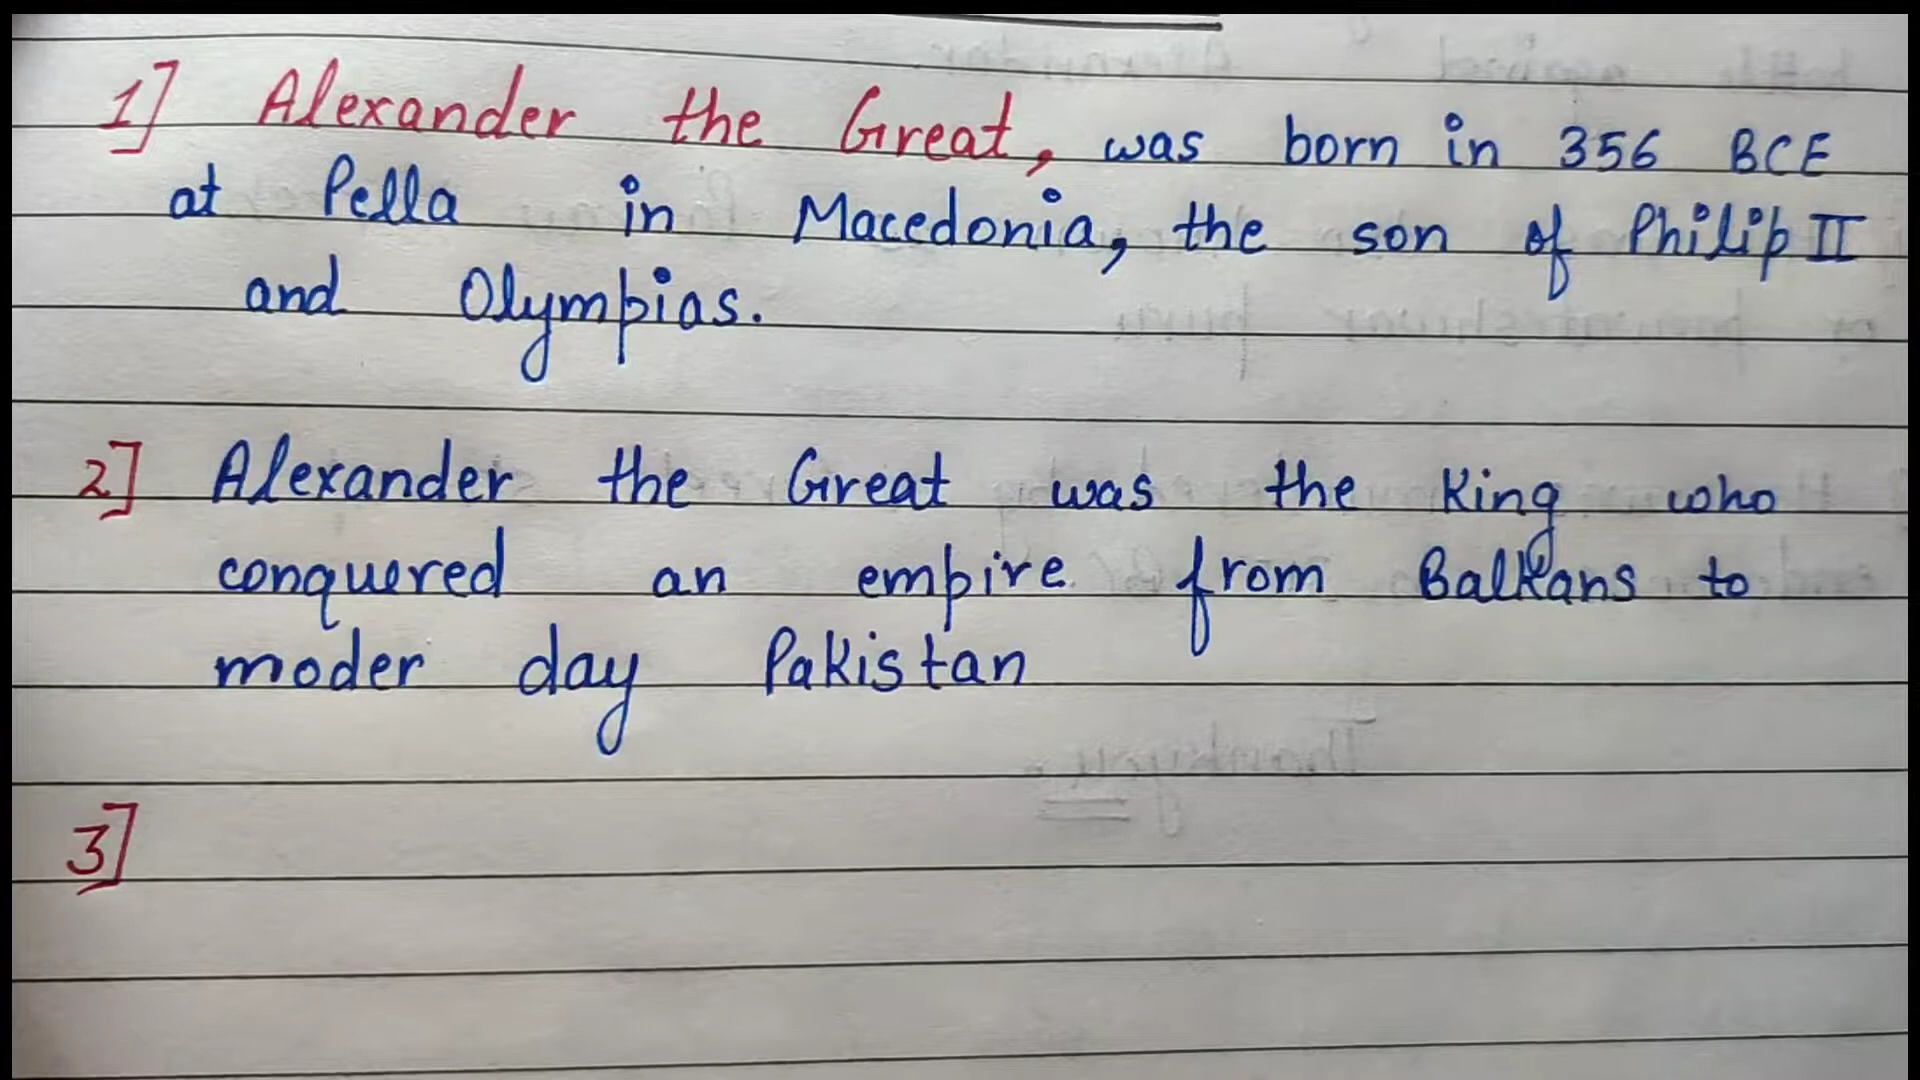 1] Alexander the Great, was born in 356 BCE
at Pella in Macedonia, the son of Philip II
and Olympias.
2] Alexander the Great was the King who
conquered an empire from Balkans to
moder day Pakistan
3]
Thankyou